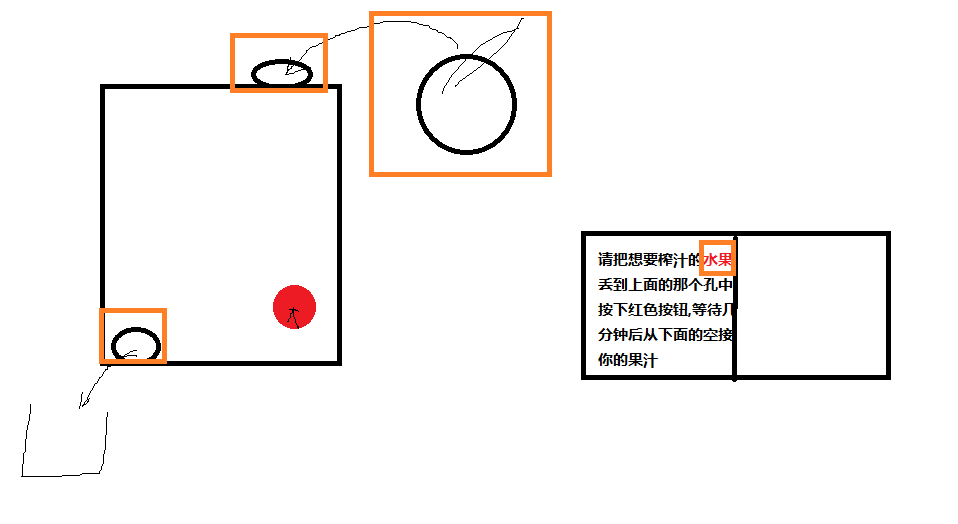 请把想要榨汁的水果
丢到上面的那个孔中
按下红色按钮,等待几
分钟后从下面的空接
你的果汁